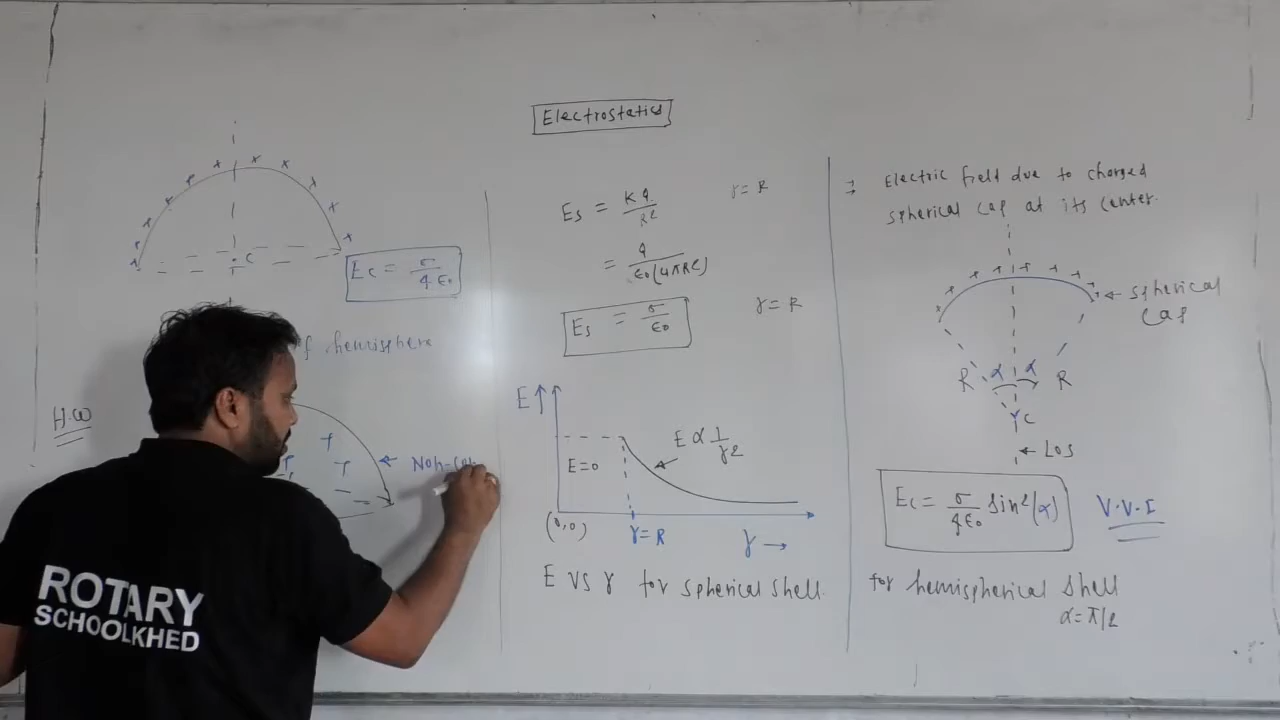 Electrostatics
C
Ec = σ/4ε₀
of hemisphere
H.W
Non-con
ROTARY
SCHOOLKHED
Es = Kq/R² r = R
= q/ε₀(4πR²)
Es = σ/ε₀ r = R
E ↑
E ∝ 1/r²
E=0
(0,0) r=R r →
E vs r for spherical shell.
⇒ Electric field due to charged
spherical cap at its center.
← spherical
cap
R α α R
C
← Los
Ec = σ/4ε₀ sin²(α) V.V.I
for hemispherical shell
α = π/2